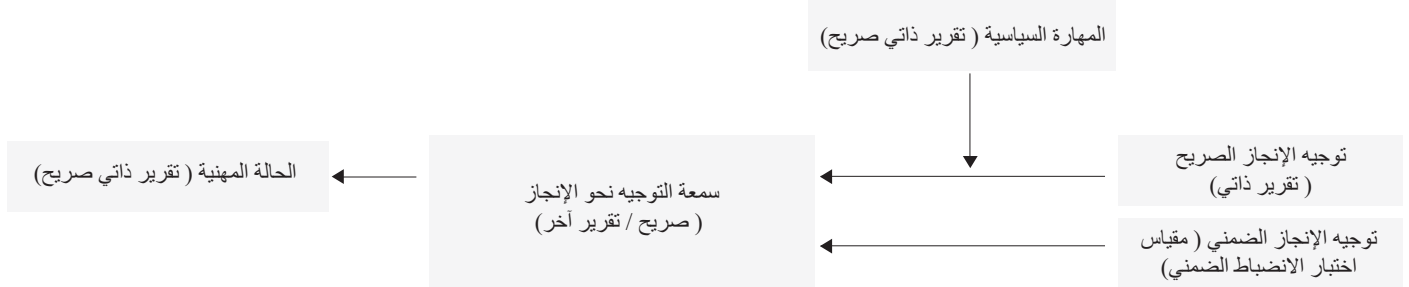 المهارة السياسية ( تقرير ذاتي صريح)
توجيه الإنجاز الصريح
( تقرير ذاتي)
سمعة التوجيه نحو الإنجاز
( صريح / تقرير آخر)
الحالة المهنية ( تقرير ذاتي صريح)
توجيه الإنجاز الضمني ( مقياس
اختبار الانضباط الضمني)